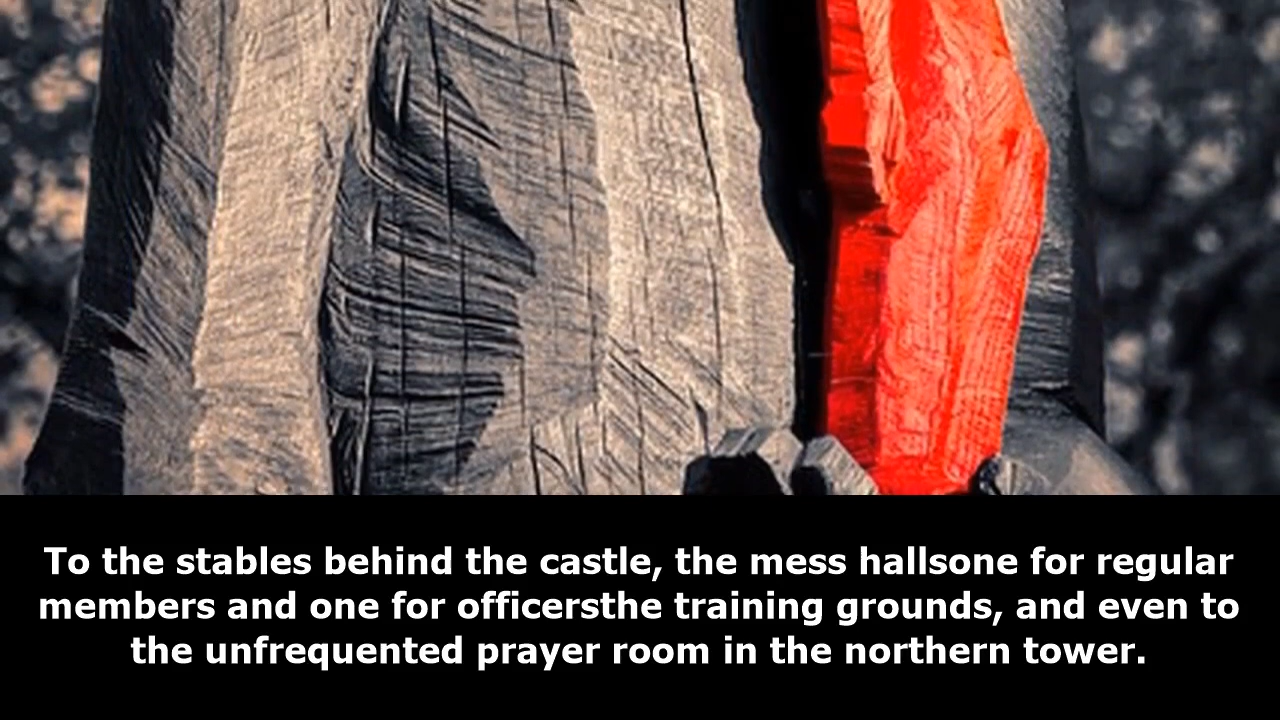 To the stables behind the castle, the mess hallsone for regular
members and one for officersthe training grounds, and even to
the unfrequented prayer room in the northern tower.